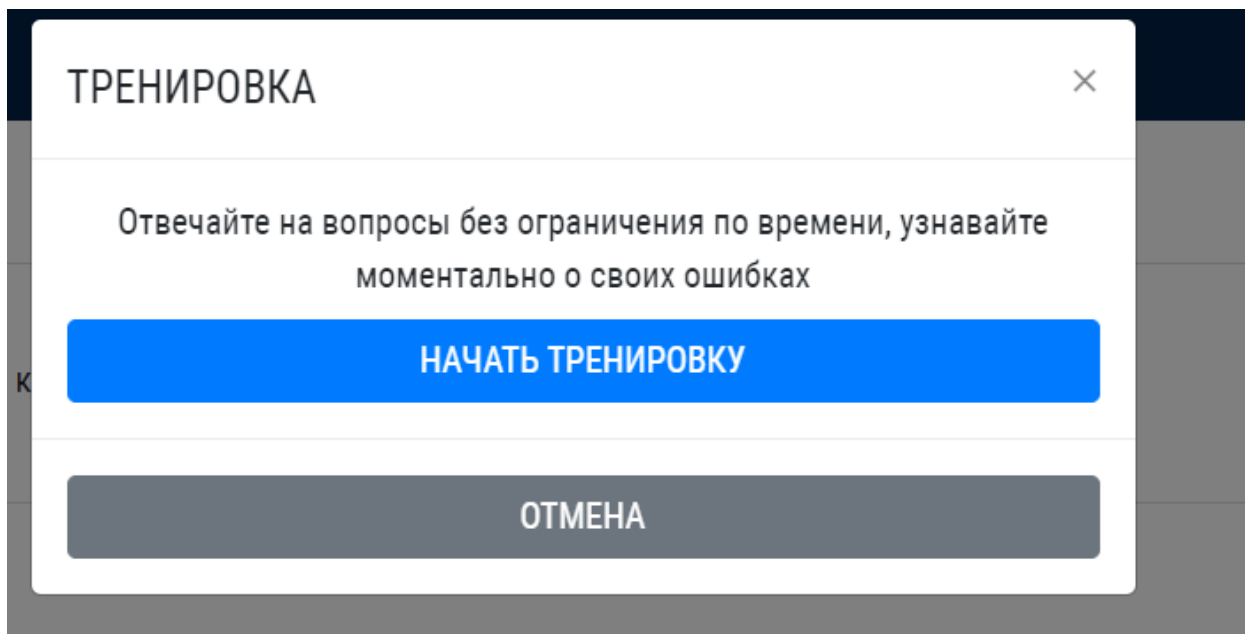 ТРЕНИРОВКА ×
Отвечайте на вопросы без ограничения по времени, узнавайте
моментально о своих ошибках
НАЧАТЬ ТРЕНИРОВКУ
к
ОТМЕНА